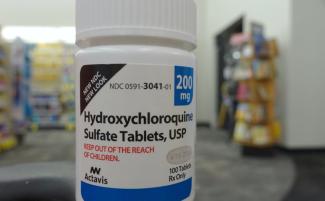 NEW NDC
NEW LOOK
NDC 0591-3041-01
200
mg
Hydroxychloroquine
Sulfate Tablets, USP
KEEP OUT OF THE REACH
OF CHILDREN.
100 Tablets
Rx Only
Actavis